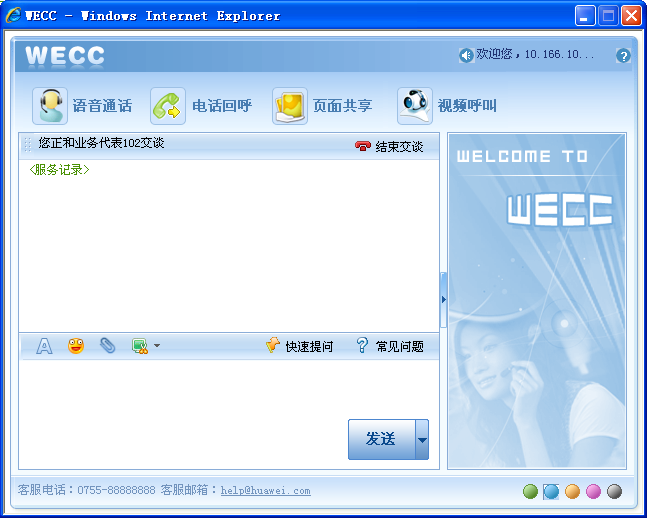 WECC - Windows Internet Explorer
WECC
欢迎您，10.166.10...
语音通话 电话回呼 页面共享 视频呼叫
您正和业务代表102交谈 结束交谈
<服务记录>
WELCOME TO
WECC
快速提问 常见问题
发送
客服电话：0755-88888888 客服邮箱：help@huawei.com